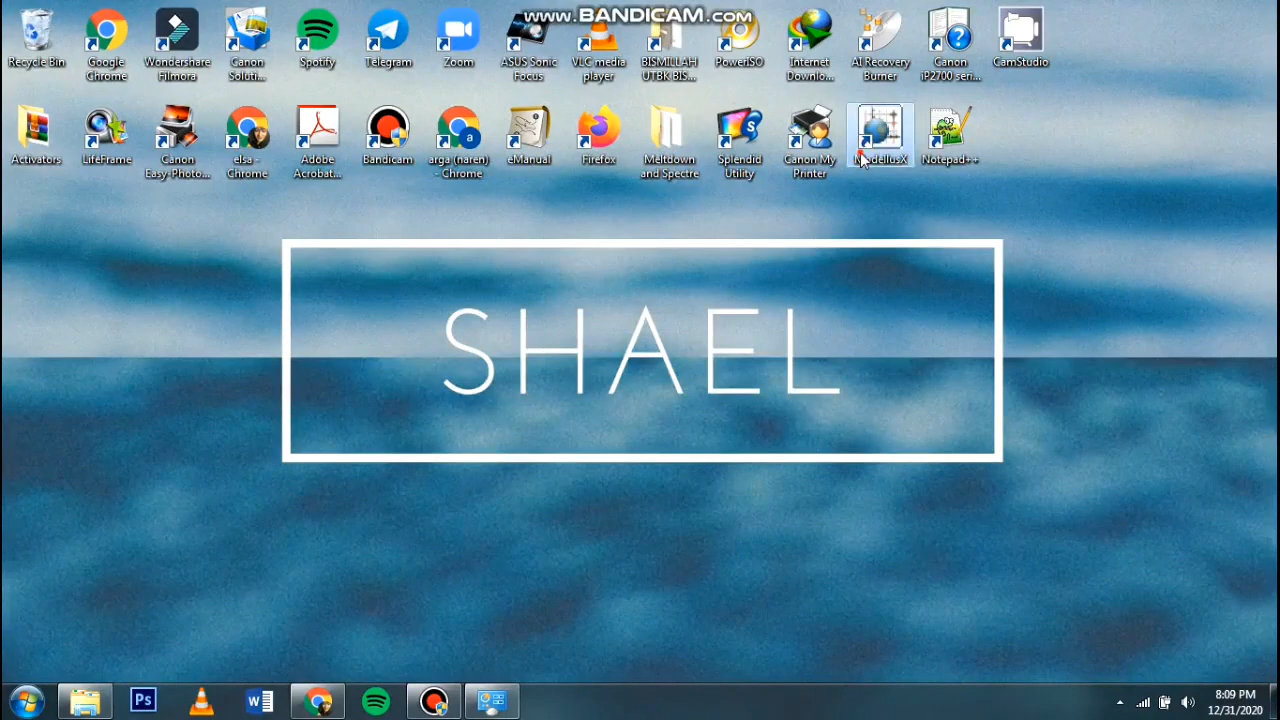 www.BANDICAM.com
Recycle Bin
Google Chrome
Wondershare Filmora
Canon Soluti...
Spotify
Telegram
Zoom
ASUS Sonic Focus
VLC media player
BISMILLAH UTBK BIS...
PowerISO
Internet Downlo...
AI Recovery Burner
Canon iP2700 seri...
CamStudio
Activators
LifeFrame
Canon Easy-Photo...
elsa - Chrome
Adobe Acrobat...
Bandicam
arga (naren) - Chrome
eManual
Firefox
Meltdown and Spectre
Splendid Utility
Canon My Printer
ModellusX
Notepad++
SHAEL
Ps
W
8:09 PM
12/31/2020